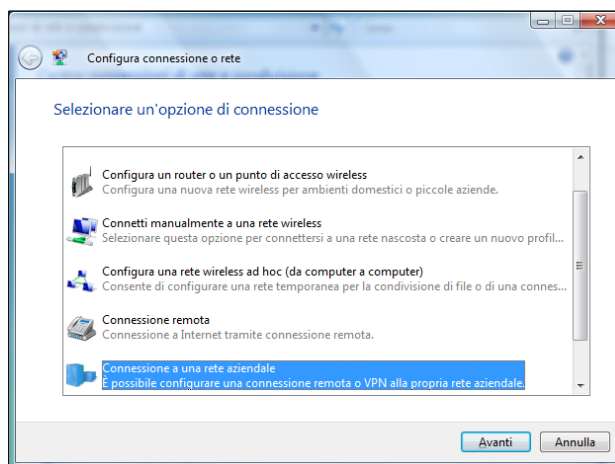 Configura connessione o rete
Selezionare un'opzione di connessione
Configura un router o un punto di accesso wireless
Configura una nuova rete wireless per ambienti domestici o piccole aziende.
Connetti manualmente a una rete wireless
Selezionare questa opzione per connettersi a una rete nascosta o creare un nuovo profil...
Configura una rete wireless ad hoc (da computer a computer)
Consente di configurare una rete temporanea per la condivisione di file o di una connes...
Connessione remota
Connessione a Internet tramite connessione remota.
Connessione a una rete aziendale
È possibile configurare una connessione remota o VPN alla propria rete aziendale.
Avanti
Annulla